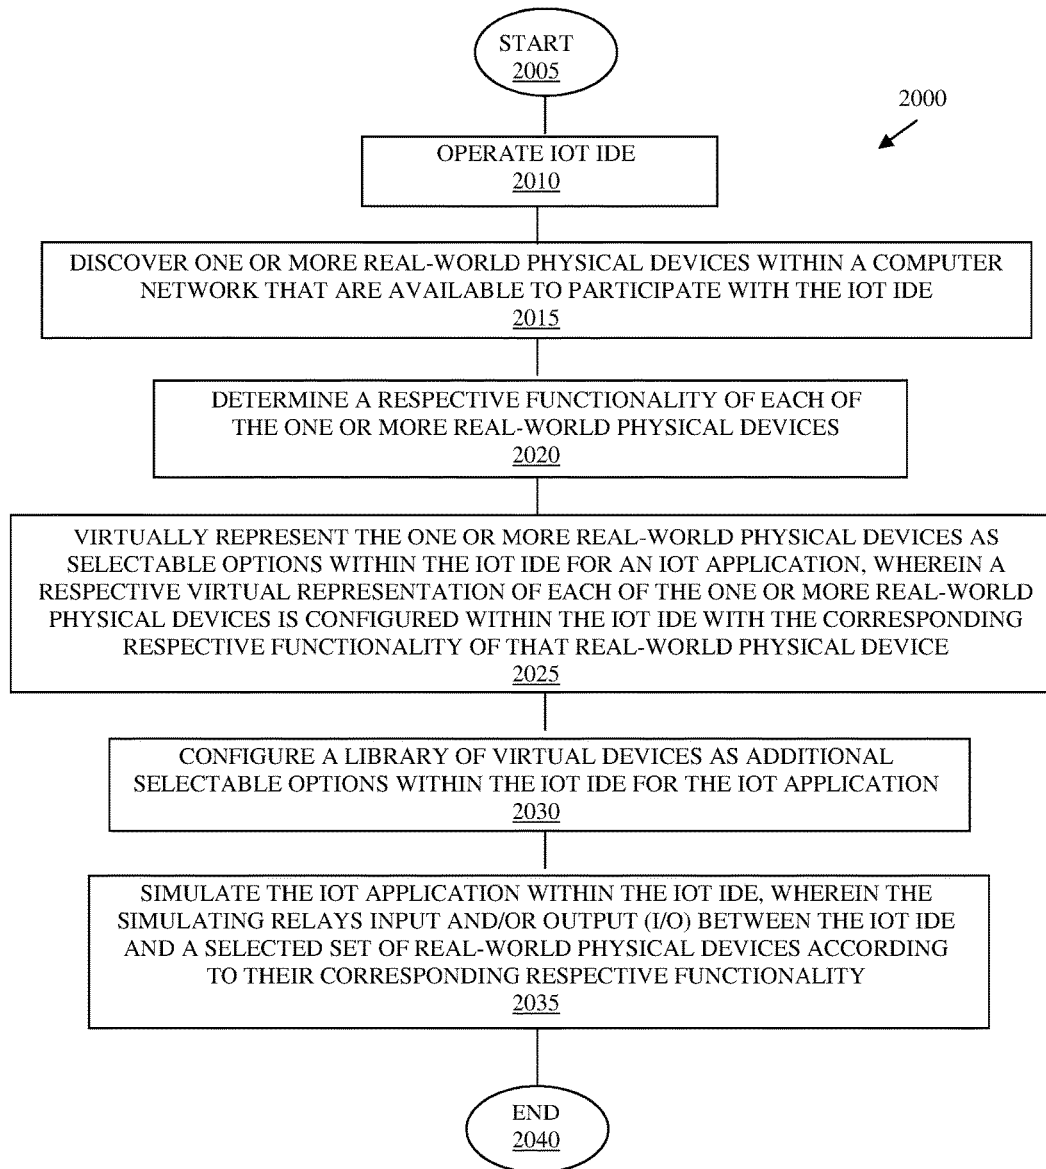 START
2005
2000
OPERATE IOT IDE
2010
DISCOVER ONE OR MORE REAL-WORLD PHYSICAL DEVICES WITHIN A COMPUTER
NETWORK THAT ARE AVAILABLE TO PARTICIPATE WITH THE IOT IDE
2015
DETERMINE A RESPECTIVE FUNCTIONALITY OF EACH OF
THE ONE OR MORE REAL-WORLD PHYSICAL DEVICES
2020
VIRTUALLY REPRESENT THE ONE OR MORE REAL-WORLD PHYSICAL DEVICES AS
SELECTABLE OPTIONS WITHIN THE IOT IDE FOR AN IOT APPLICATION, WHEREIN A
RESPECTIVE VIRTUAL REPRESENTATION OF EACH OF THE ONE OR MORE REAL-WORLD
PHYSICAL DEVICES IS CONFIGURED WITHIN THE IOT IDE WITH THE CORRESPONDING
RESPECTIVE FUNCTIONALITY OF THAT REAL-WORLD PHYSICAL DEVICE
2025
CONFIGURE A LIBRARY OF VIRTUAL DEVICES AS ADDITIONAL
SELECTABLE OPTIONS WITHIN THE IOT IDE FOR THE IOT APPLICATION
2030
SIMULATE THE IOT APPLICATION WITHIN THE IOT IDE, WHEREIN THE
SIMULATING RELAYS INPUT AND/OR OUTPUT (I/O) BETWEEN THE IOT IDE
AND A SELECTED SET OF REAL-WORLD PHYSICAL DEVICES ACCORDING
TO THEIR CORRESPONDING RESPECTIVE FUNCTIONALITY
2035
END
2040